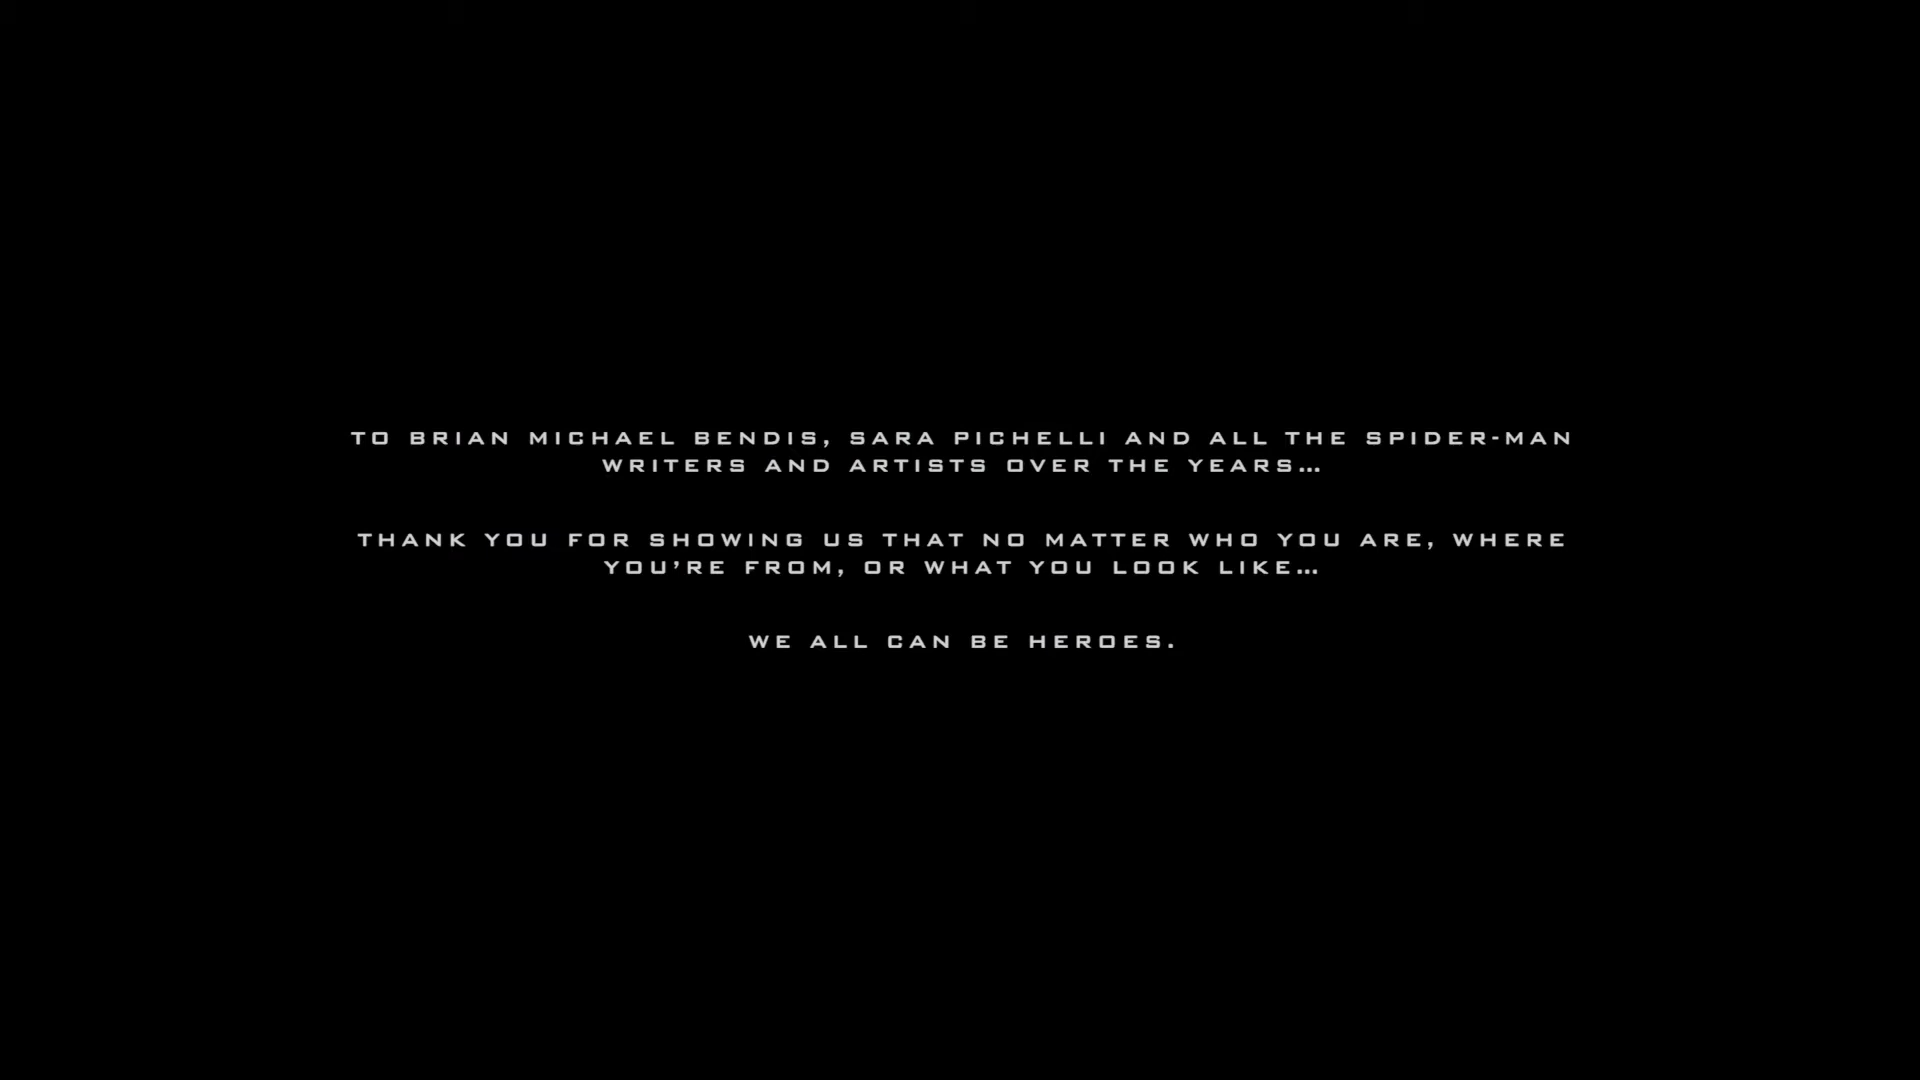 TO BRIAN MICHAEL BENDIS, SARA PICHELLI AND ALL THE SPIDER-MAN
WRITERS AND ARTISTS OVER THE YEARS…
THANK YOU FOR SHOWING US THAT NO MATTER WHO YOU ARE, WHERE
YOU’RE FROM, OR WHAT YOU LOOK LIKE…
WE ALL CAN BE HEROES.